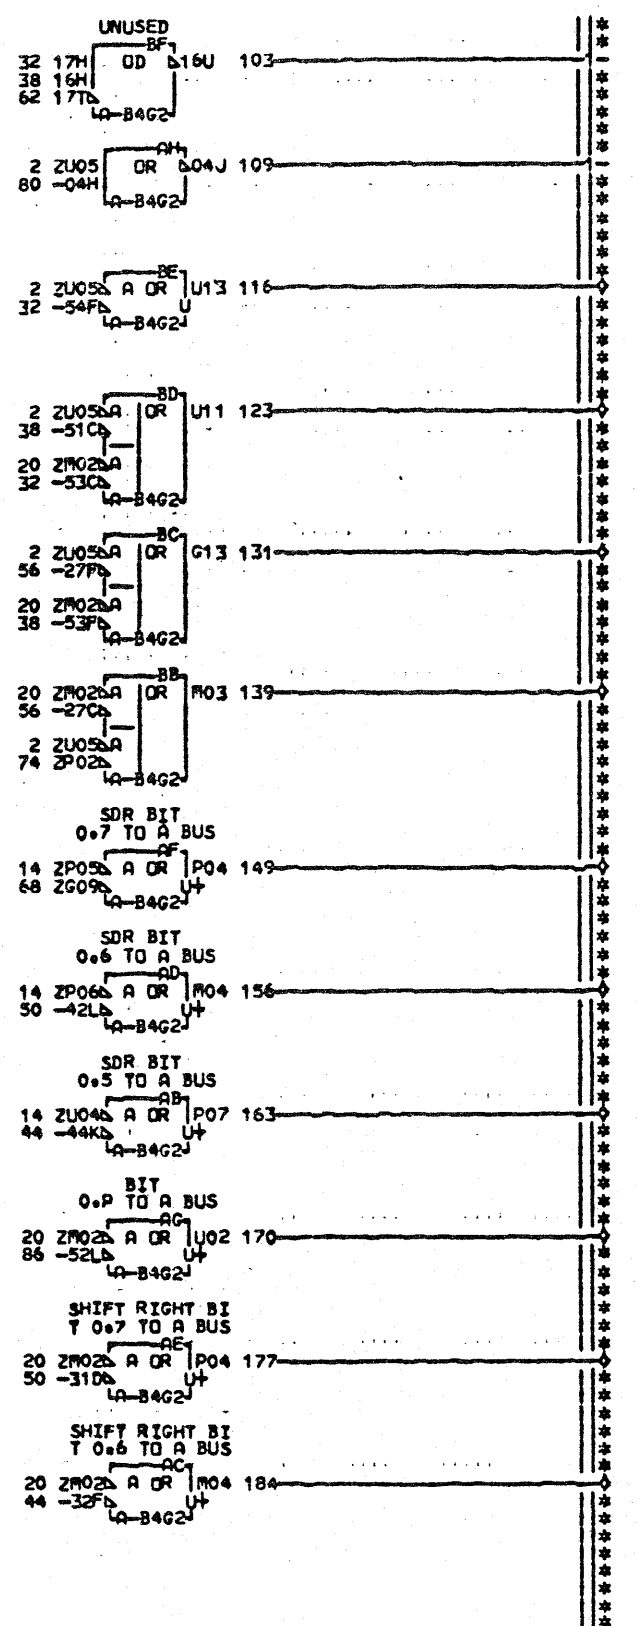 UNUSED
BF
32 17H OD 16U 103
38 16H
62 17T
A-B4G2
AH
2 ZU05 OR 04J 109
80 -04H
A-B4G2
BE
2 ZU05 A OR U13 116
32 -54F U
A-B4G2
BD
2 ZU05 A OR U11 123
38 -51C
20 ZM02 A
32 -53C
A-B4G2
BC
2 ZU05 A OR G13 131
56 -27F
20 ZM02 A
38 -53F
A-B4G2
BB
20 ZM02 A OR M03 139
56 -27C
2 ZU05 A
74 ZP02
A-B4G2
SDR BIT
0.7 TO A BUS
AF
14 ZP05 A OR P04 149
68 ZG09 U+
A-B4G2
SDR BIT
0.6 TO A BUS
AD
14 ZP06 A OR M04 156
50 -42L U+
A-B4G2
SDR BIT
0.5 TO A BUS
AB
14 ZU04 A OR P07 163
44 -44K U+
A-B4G2
BIT
0.P TO A BUS
AG
20 ZM02 A OR U02 170
86 -52L U+
A-B4G2
SHIFT RIGHT BI
T 0.7 TO A BUS
AE
20 ZM02 A OR P04 177
50 -31D U+
A-B4G2
SHIFT RIGHT BI
T 0.6 TO A BUS
AC
20 ZM02 A OR M04 184
44 -32F U+
A-B4G2